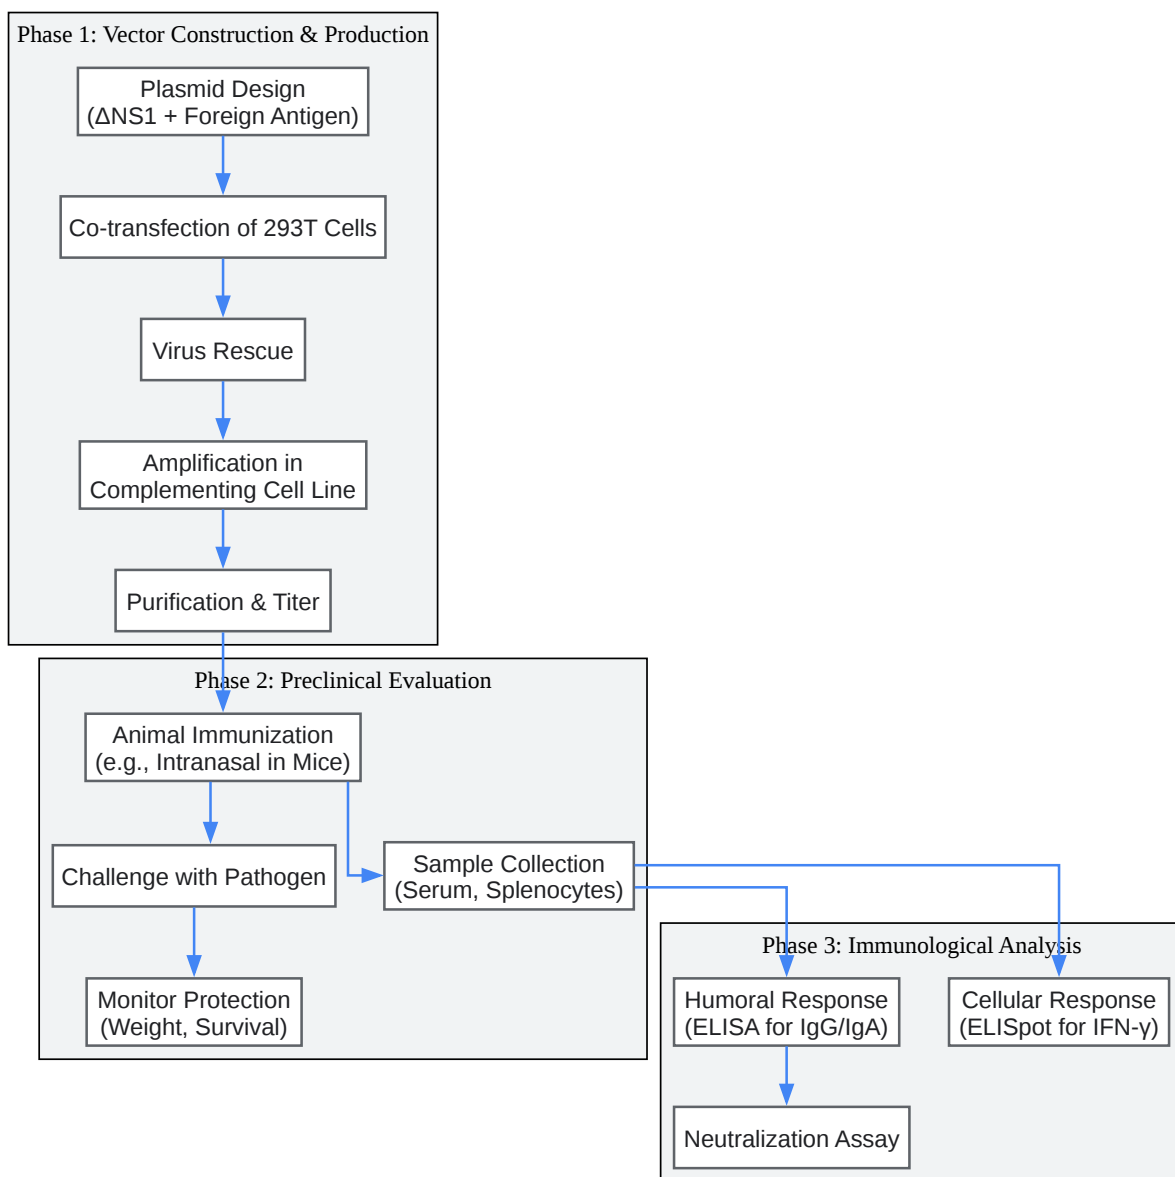 Phase 1: Vector Construction & Production
Plasmid Design
(ΔNS1 + Foreign Antigen)
Co-transfection of 293T Cells
Virus Rescue
Amplification in
Complementing Cell Line
Purification & Titer
Phase 2: Preclinical Evaluation
Animal Immunization
(e.g., Intranasal in Mice)
Challenge with Pathogen
Sample Collection
(Serum, Splenocytes)
Monitor Protection
(Weight, Survival)
Phase 3: Immunological Analysis
Humoral Response
(ELISA for IgG/IgA)
Cellular Response
(ELISpot for IFN-γ)
Neutralization Assay